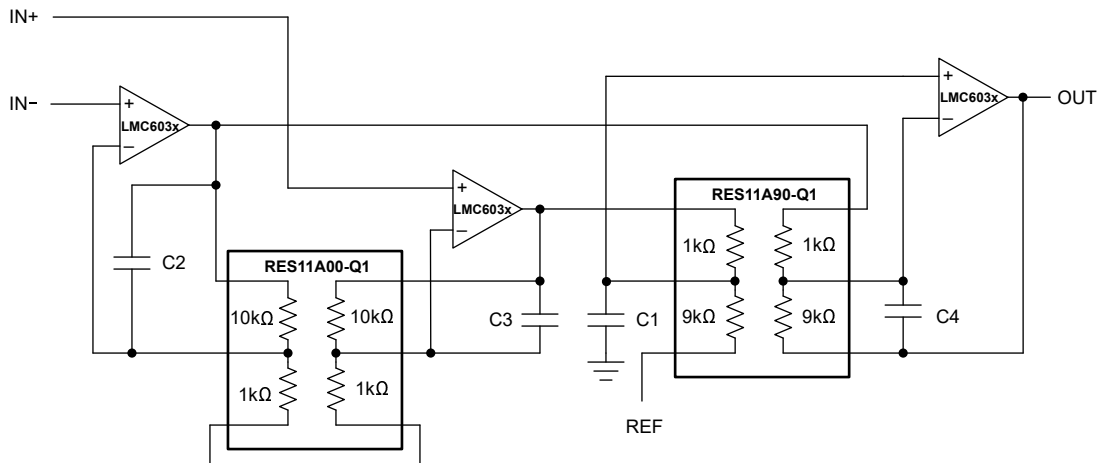 IN+
IN−
+
LMC603x
−
+
LMC603x
−
+
LMC603x
−
OUT
C2
RES11A00-Q1
10kΩ
10kΩ
1kΩ
1kΩ
C3
C1
RES11A90-Q1
1kΩ
1kΩ
9kΩ
9kΩ
C4
REF